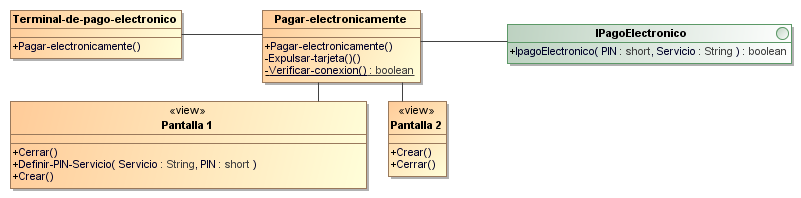 Terminal-de-pago-electronico
+Pagar-electronicamente()
Pagar-electronicamente
+Pagar-electronicamente()
-Expulsar-tarjeta()()
-Verificar-conexion() : boolean
IPagoElectronico
+IpagoElectronico( PIN : short, Servicio : String ) : boolean
«view»
Pantalla 1
+Cerrar()
+Definir-PIN-Servicio( Servicio : String, PIN : short )
+Crear()
«view»
Pantalla 2
+Crear()
+Cerrar()